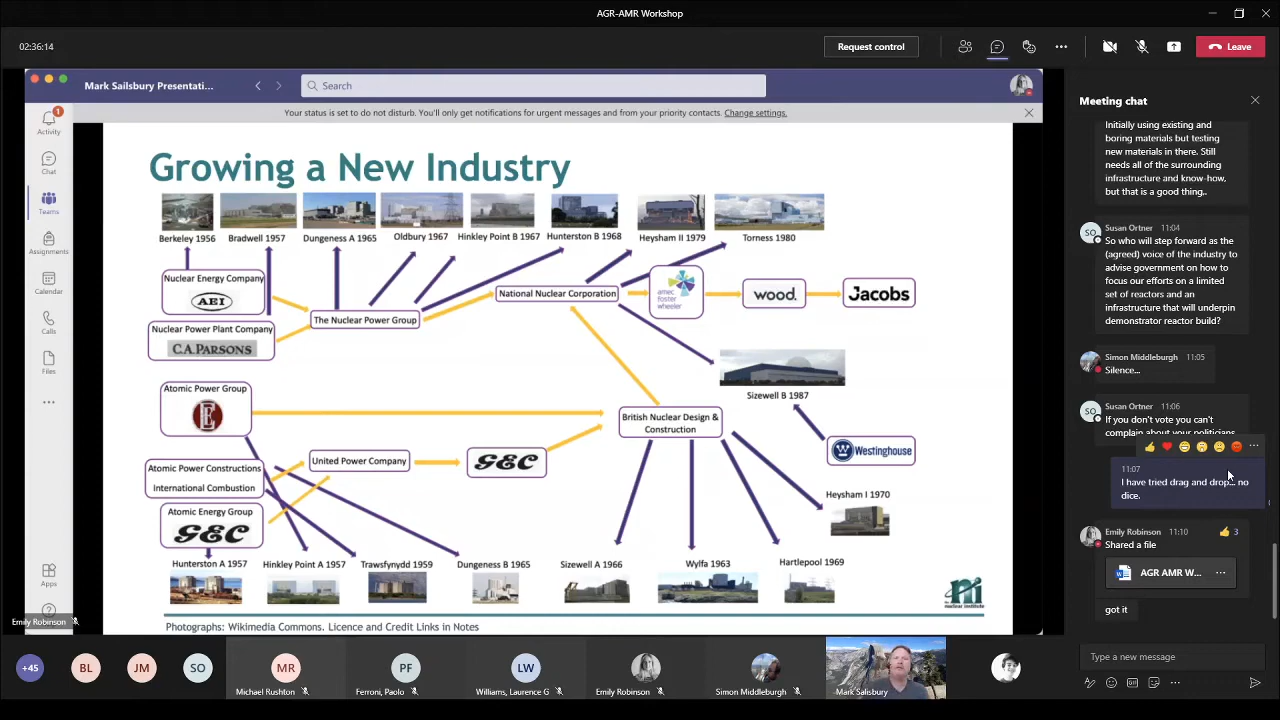 AGR-AMR Workshop
02:36:14
Request control
Leave
Mark Sailsbury Presentati...
Search
Your status is set to do not disturb. You'll only get notifications for urgent messages and from your priority contacts. Change settings.
1
Activity
Chat
Teams
Assignments
Calendar
Calls
Files
Apps
Growing a New Industry
Berkeley 1956
Bradwell 1957
Dungeness A 1965
Oldbury 1967
Hinkley Point B 1967
Hunterston B 1968
Heysham II 1979
Torness 1980
Nuclear Energy Company
AEI
The Nuclear Power Group
National Nuclear Corporation
amec
foster
wheeler
wood.
Jacobs
Nuclear Power Plant Company
C.A. PARSONS
Sizewell B 1987
Atomic Power Group
British Nuclear Design &
Construction
Westinghouse
United Power Company
GEC
Atomic Power Constructions
International Combustion
Atomic Energy Group
GEC
Heysham I 1970
Hunterston A 1957
Hinkley Point A 1957
Trawsfynydd 1959
Dungeness B 1965
Sizewell A 1966
Wylfa 1963
Hartlepool 1969
the nuclear institute
Photographs: Wikimedia Commons. Licence and Credit Links in Notes
Emily Robinson
Meeting chat
Initially using existing and
boring materials but testing
new materials in there. Still
needs all of the surrounding
infrastructure and know-how,
but that is a good thing..
SO
Susan Ortner 11:04
So who will step forward as the
(agreed) voice of the industry to
advise government on how to
focus our efforts on a limited
set of reactors and an
infrastructure that will underpin
demonstrator reactor build?
Simon Middleburgh 11:05
Silence...
SO
Susan Ortner 11:06
If you don't vote you can't
complain about your politicians
11:07
I have tried drag and drop, no
dice.
Emily Robinson 11:10
3
Shared a file
AGR AMR W...
got it
Type a new message
+45
BL
JM
SO
MR
Michael Rushton
PF
Ferroni, Paolo
LW
Williams, Laurence G
Emily Robinson
Simon Middleburgh
Mark Salisbury